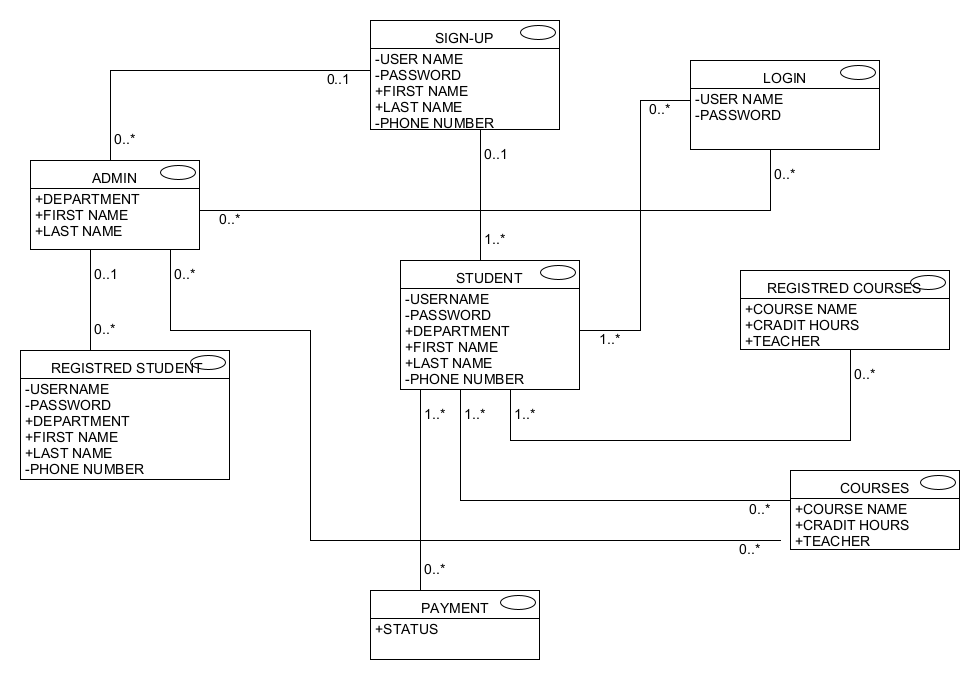 SIGN-UP
-USER NAME
-PASSWORD
+FIRST NAME
+LAST NAME
-PHONE NUMBER
0..1
0..*
0..1
1..*
LOGIN
-USER NAME
-PASSWORD
0..*
0..*
ADMIN
+DEPARTMENT
+FIRST NAME
+LAST NAME
0..*
0..1
0..*
0..*
STUDENT
-USERNAME
-PASSWORD
+DEPARTMENT
+FIRST NAME
+LAST NAME
-PHONE NUMBER
1..*
1..*
1..*
1..*
REGISTRED COURSES
+COURSE NAME
+CRADIT HOURS
+TEACHER
0..*
REGISTRED STUDENT
-USERNAME
-PASSWORD
+DEPARTMENT
+FIRST NAME
+LAST NAME
-PHONE NUMBER
COURSES
+COURSE NAME
+CRADIT HOURS
+TEACHER
0..*
0..*
0..*
PAYMENT
+STATUS